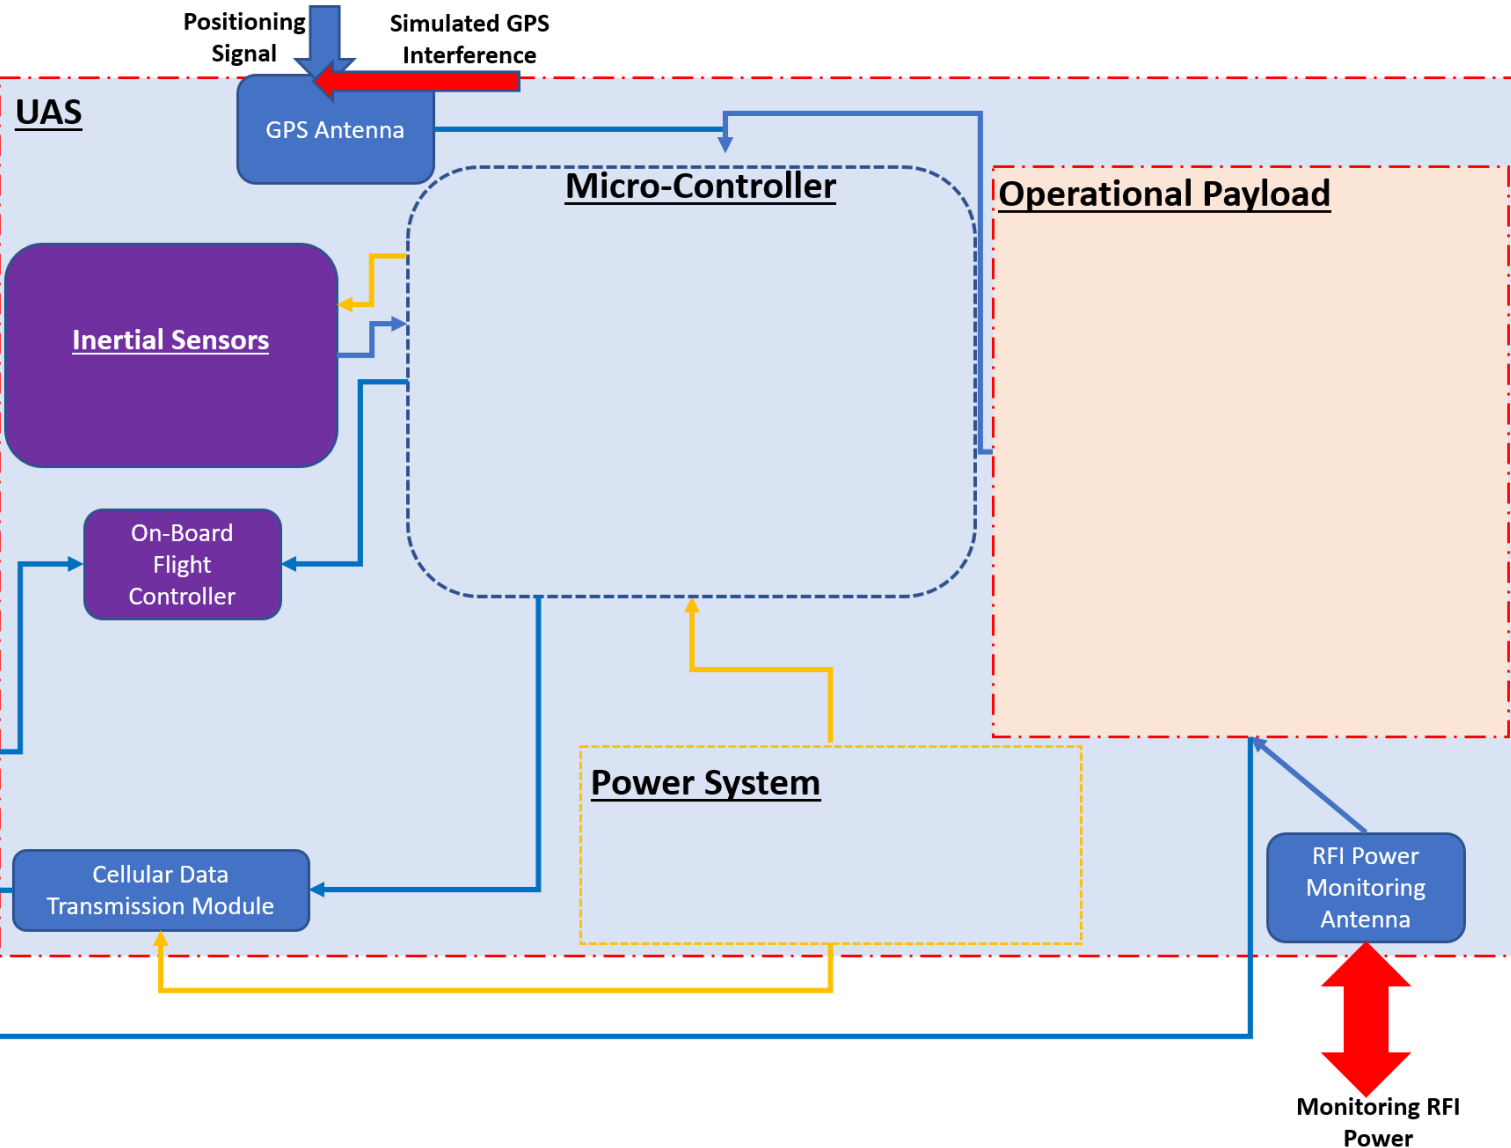 Positioning
Signal
Simulated GPS
Interference
UAS
GPS Antenna
Micro-Controller
Operational Payload
Inertial Sensors
On-Board
Flight
Controller
Power System
Cellular Data
Transmission Module
RFI Power
Monitoring
Antenna
Monitoring RFI
Power